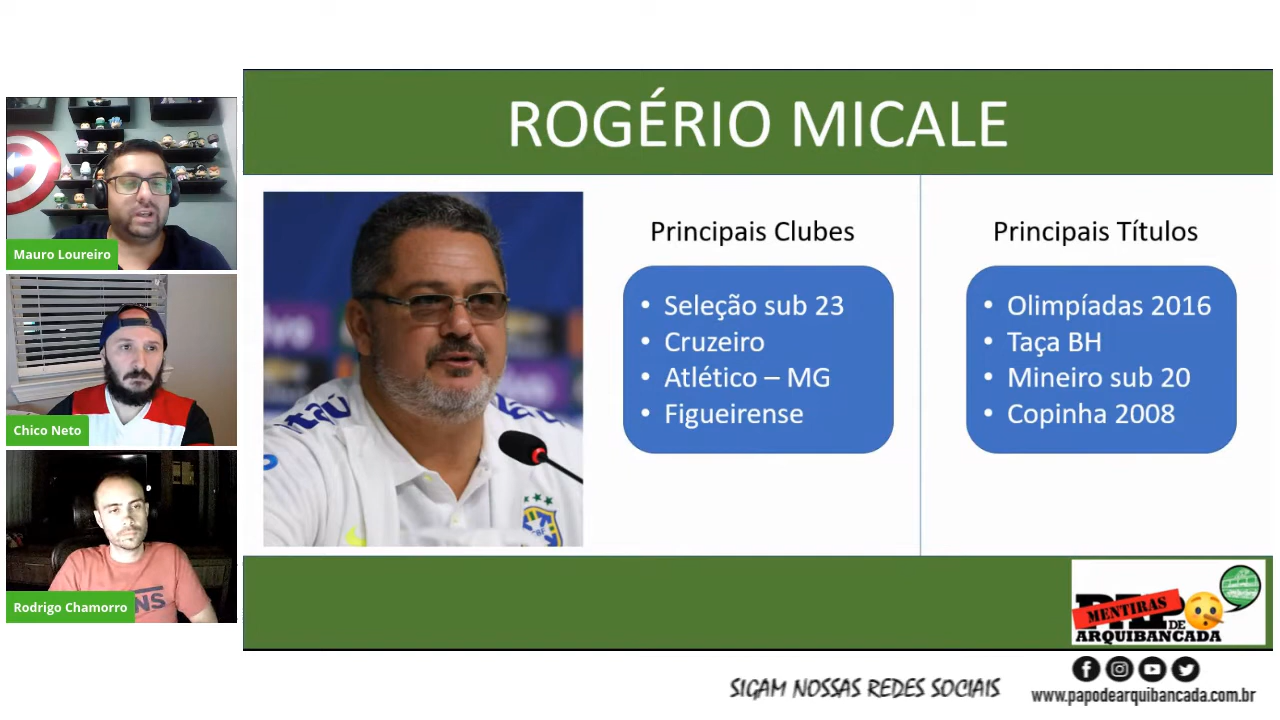 ROGÉRIO MICALE
Mauro Loureiro
Chico Neto
Rodrigo Chamorro
Principais Clubes
• Seleção sub 23
• Cruzeiro
• Atlético – MG
• Figueirense
Principais Títulos
• Olimpíadas 2016
• Taça BH
• Mineiro sub 20
• Copinha 2008
MENTIRAS
DE
ARQUIBANCADA
SIGAM NOSSAS REDES SOCIAIS
www.papodearquibancada.com.br